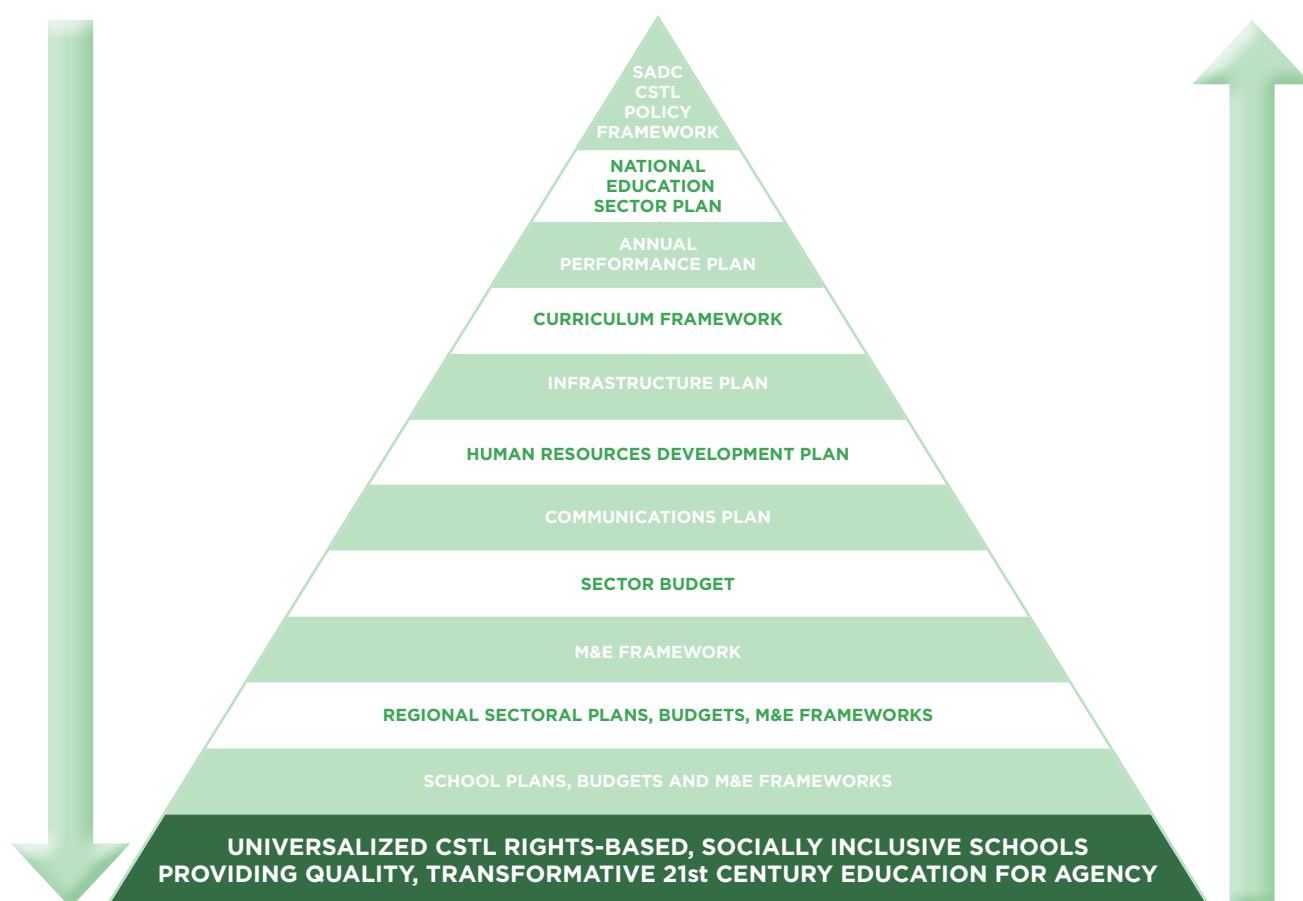 SADC
CSTL
POLICY
FRAMEWORK
NATIONAL
EDUCATION
SECTOR PLAN
ANNUAL
PERFORMANCE PLAN
CURRICULUM FRAMEWORK
INFRASTRUCTURE PLAN
HUMAN RESOURCES DEVELOPMENT PLAN
COMMUNICATIONS PLAN
SECTOR BUDGET
M&E FRAMEWORK
REGIONAL SECTORAL PLANS, BUDGETS, M&E FRAMEWORKS
SCHOOL PLANS, BUDGETS AND M&E FRAMEWORKS
UNIVERSALIZED CSTL RIGHTS-BASED, SOCIALLY INCLUSIVE SCHOOLS
PROVIDING QUALITY, TRANSFORMATIVE 21st CENTURY EDUCATION FOR AGENCY